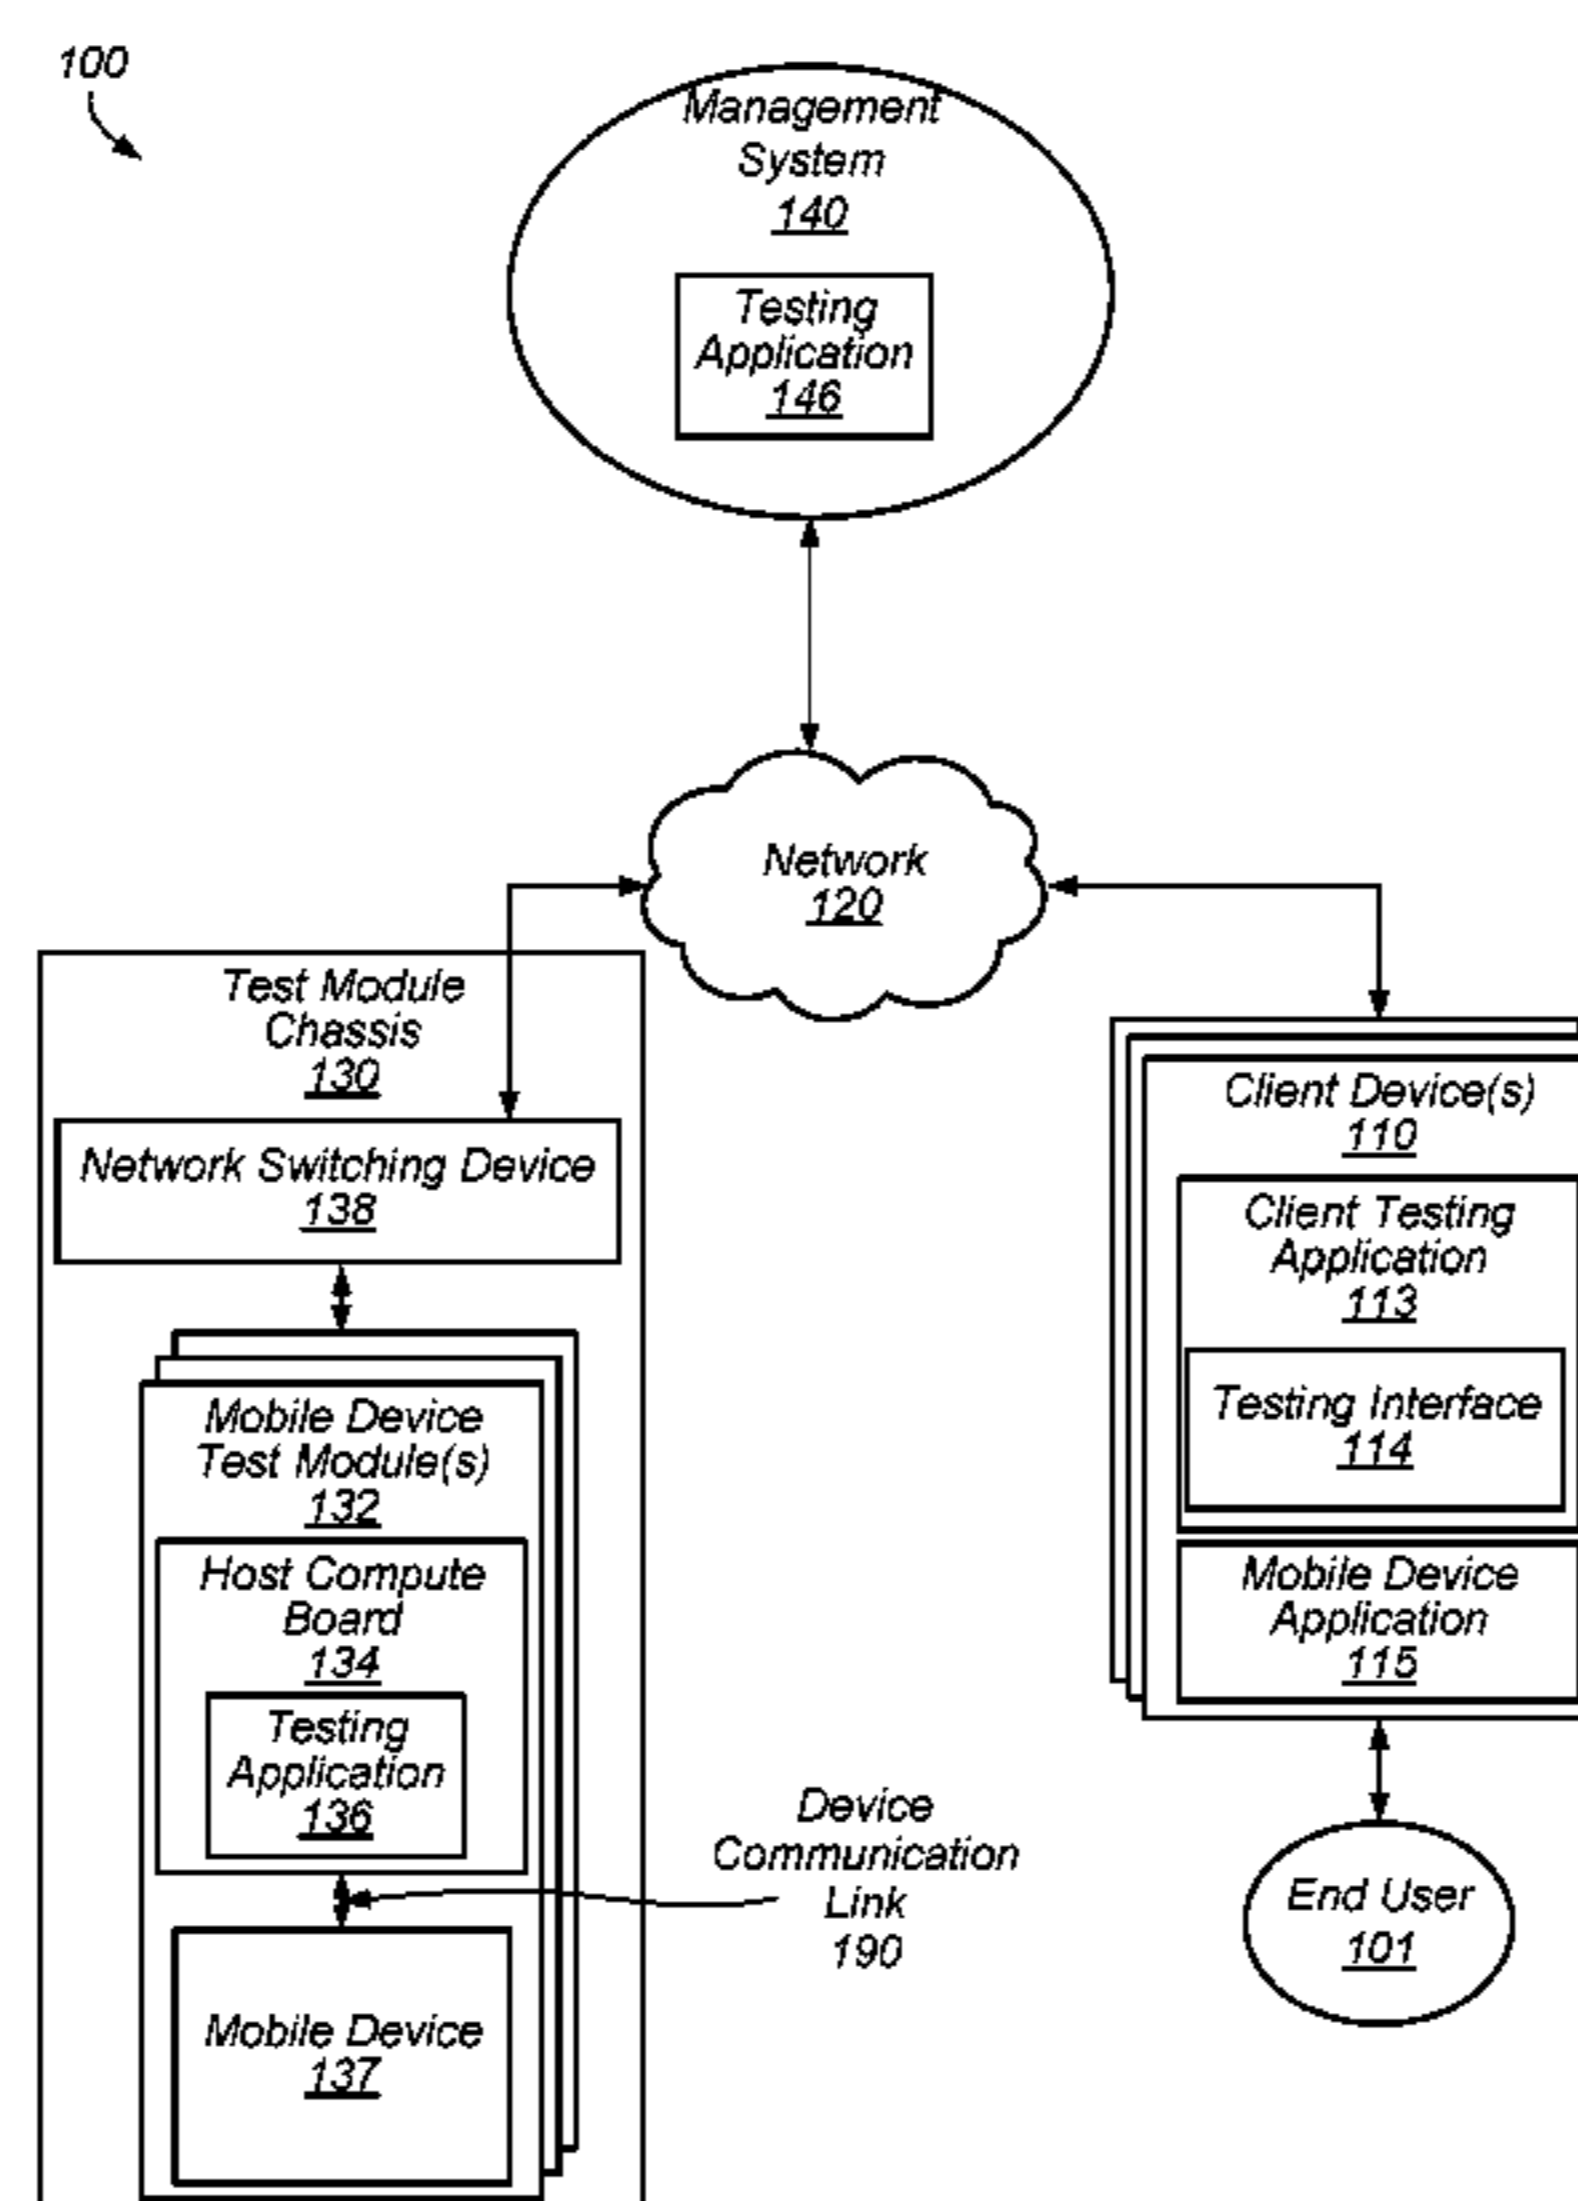 100
Management
System
140
Testing
Application
146
Network
120
Test Module
Chassis
130
Network Switching Device
138
Mobile Device
Test Module(s)
132
Host Compute
Board
134
Testing
Application
136
Device
Communication
Link
190
Mobile Device
137
Client Device(s)
110
Client Testing
Application
113
Testing Interface
114
Mobile Device
Application
115
End User
101